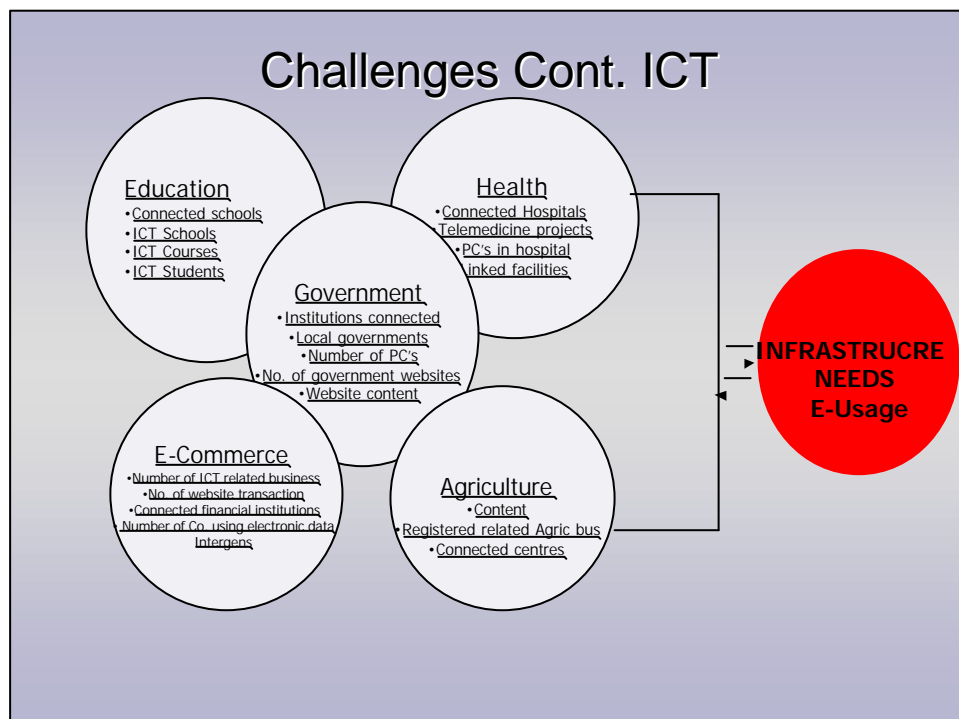 Challenges Cont. ICT
Education
•Connected schools
•ICT Schools
•ICT Courses
•ICT Students
Health
•Connected Hospitals
•Telemedicine projects
•PC's in hospital
Linked facilities
Government
•Institutions connected
•Local governments
•Number of PC's
•No. of government websites
•Website content
E-Commerce
•Number of ICT related business
•No. of website transaction
•Connected financial institutions
• Number of Co. using electronic data
Intergens
Agriculture
•Content
•Registered related Agric bus
•Connected centres
INFRASTRUCRE
NEEDS
E-Usage